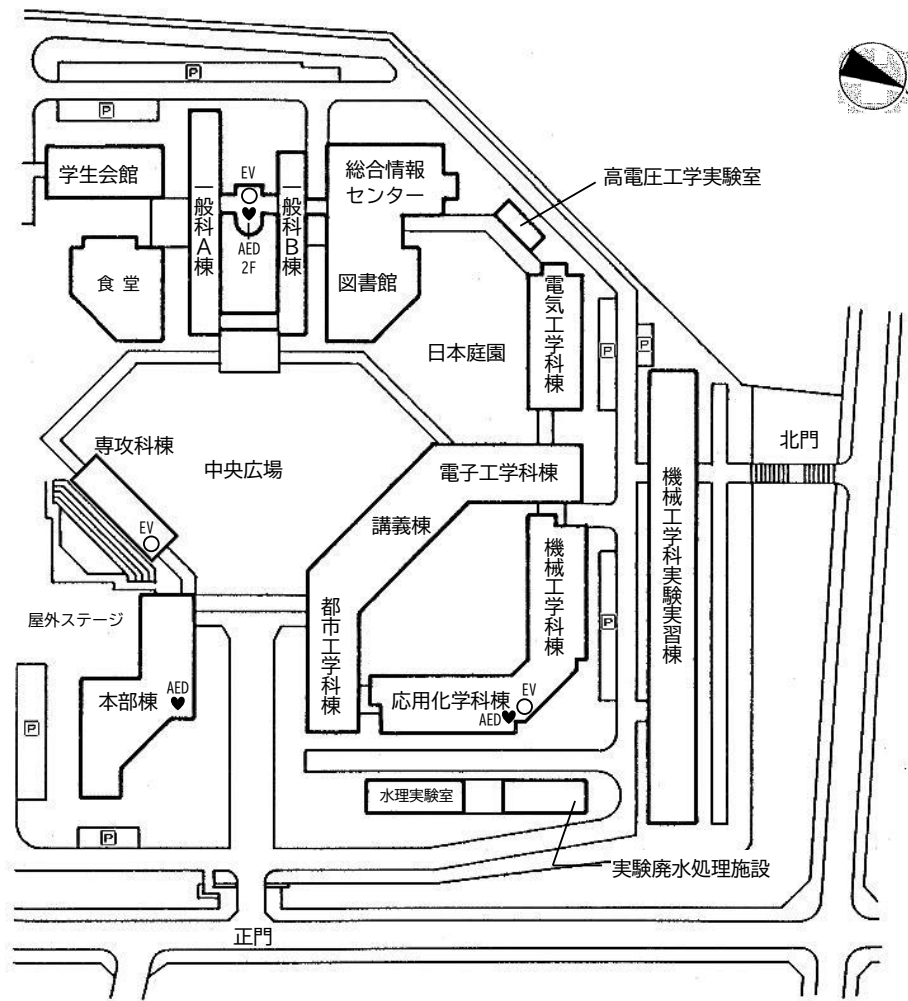 P
P
学生会館
一般科A棟
EV
AED
2F
一般科B棟
総合情報
センター
高電圧工学実験室
食堂
図書館
電気工学科棟
日本庭園
P
P
北門
専攻科棟
中央広場
電子工学科棟
機械工学科実験実習棟
EV
講義棟
機械工学科棟
屋外ステージ
都市工学科棟
P
本部棟
AED
応用化学科棟
EV
AED
P
水理実験室
P
実験廃水処理施設
正門